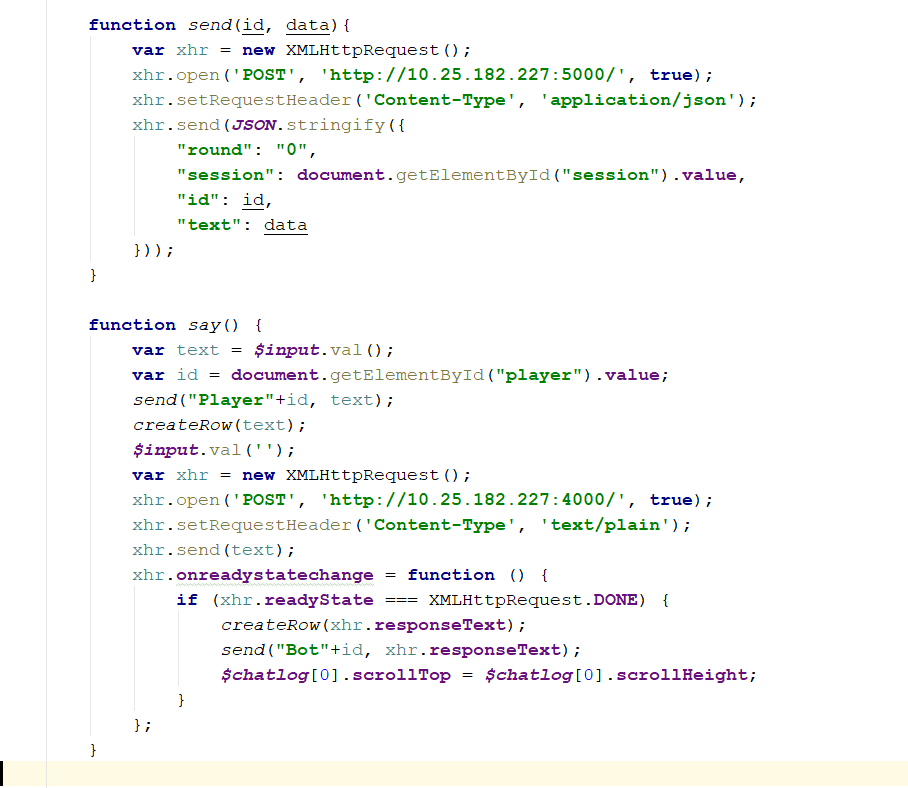 function send(id, data){
    var xhr = new XMLHttpRequest();
    xhr.open('POST', 'http://10.25.182.227:5000/', true);
    xhr.setRequestHeader('Content-Type', 'application/json');
    xhr.send(JSON.stringify({
        "round": "0",
        "session": document.getElementById("session").value,
        "id": id,
        "text": data
    }));
}

function say() {
    var text = $input.val();
    var id = document.getElementById("player").value;
    send("Player"+id, text);
    createRow(text);
    $input.val('');
    var xhr = new XMLHttpRequest();
    xhr.open('POST', 'http://10.25.182.227:4000/', true);
    xhr.setRequestHeader('Content-Type', 'text/plain');
    xhr.send(text);
    xhr.onreadystatechange = function () {
        if (xhr.readyState === XMLHttpRequest.DONE) {
            createRow(xhr.responseText);
            send("Bot"+id, xhr.responseText);
            $chatlog[0].scrollTop = $chatlog[0].scrollHeight;
        }
    };
}